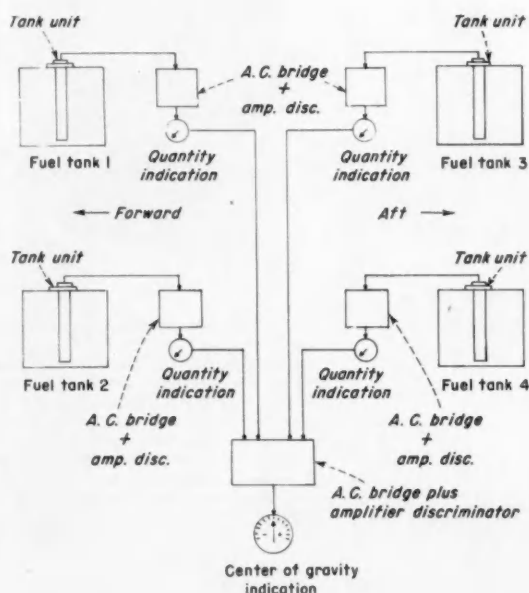 Tank unit
Tank unit
A.C. bridge
+
amp. disc.
Fuel tank 1
Quantity
indication
Quantity
indication
Fuel tank 3
Forward
Aft
Tank unit
Tank unit
Fuel tank 2
Quantity
indication
Quantity
indication
Fuel tank 4
A.C. bridge
+
amp. disc.
A.C. bridge
+
amp. disc.
A.C. bridge plus
amplifier discriminator
- +
Center of gravity
indication